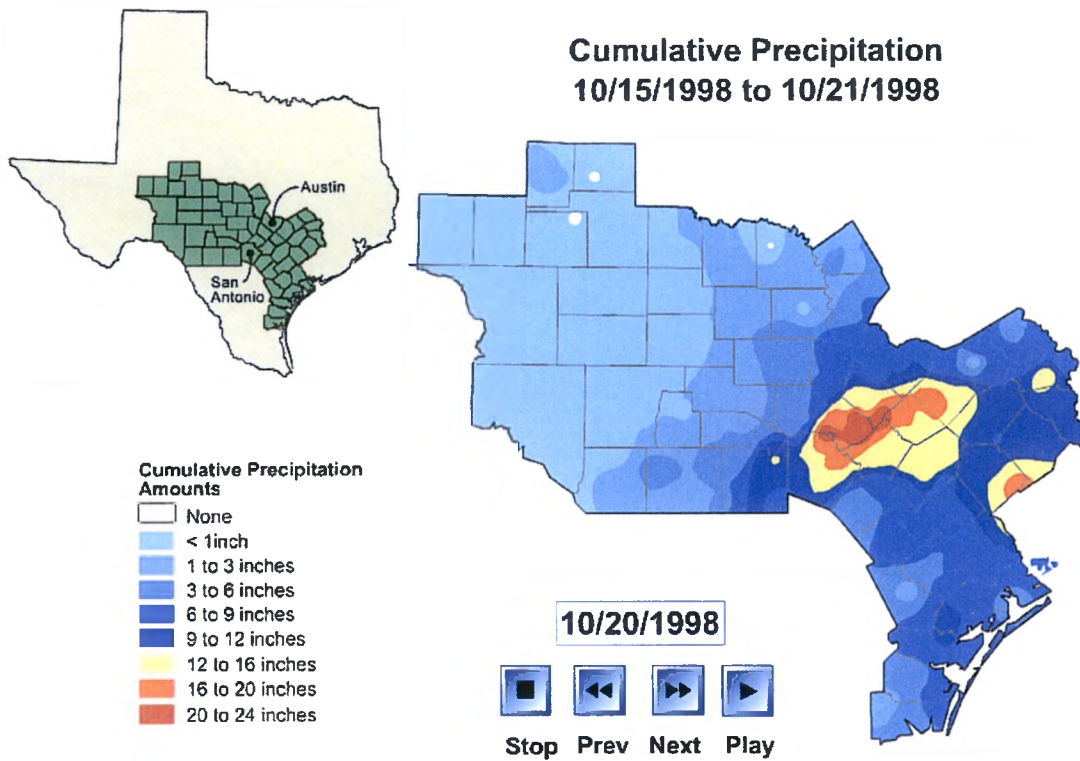 Cumulative Precipitation
10/15/1998 to 10/21/1998
Austin
San
Antonio
Cumulative Precipitation
Amounts
None
< 1inch
1 to 3 inches
3 to 6 inches
6 to 9 inches
9 to 12 inches
12 to 16 inches
16 to 20 inches
20 to 24 inches
10/20/1998
Stop Prev Next Play